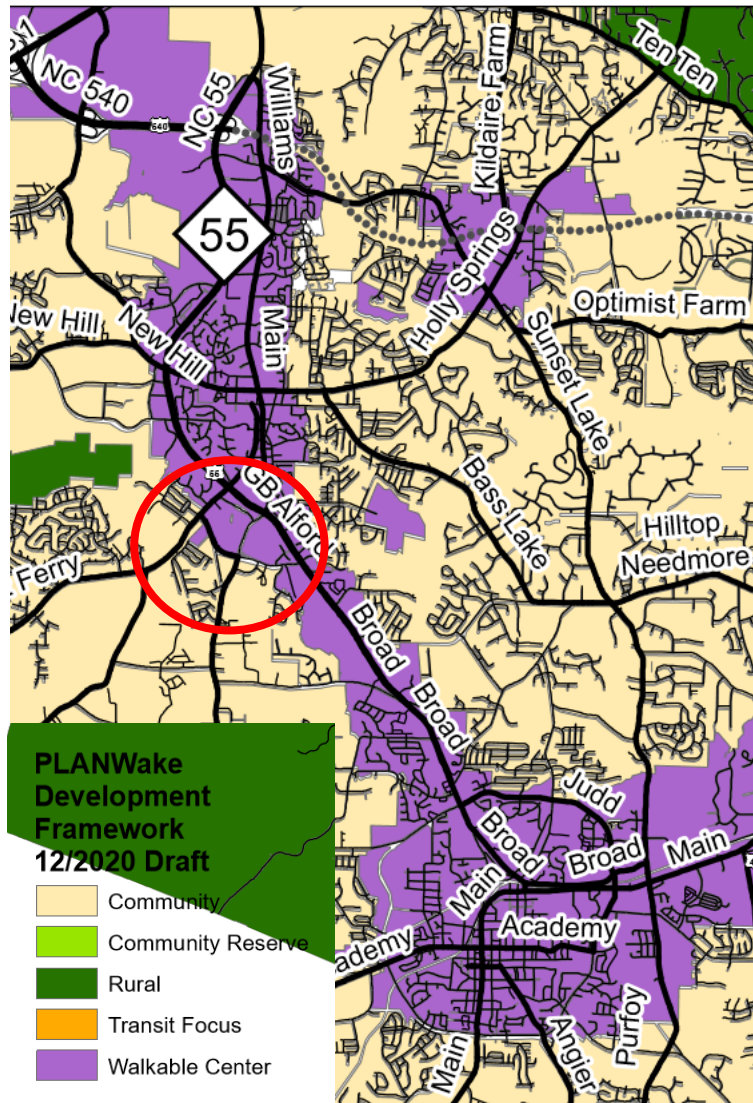 NC 540
540
NC 55
Williams
Kildaire Farm
Ten Ten
55
Holly Springs
Optimist Farm
New Hill
New Hill
Main
Sunset Lake
GB Alford
Bass Lake
Hilltop
Needmore
Ferry
Broad
Broad
Judd
Broad
Broad
Main
Main
Academy
ademy
Main
Angier
Purfoy
PLANWake
Development
Framework
12/2020 Draft
Community
Community Reserve
Rural
Transit Focus
Walkable Center